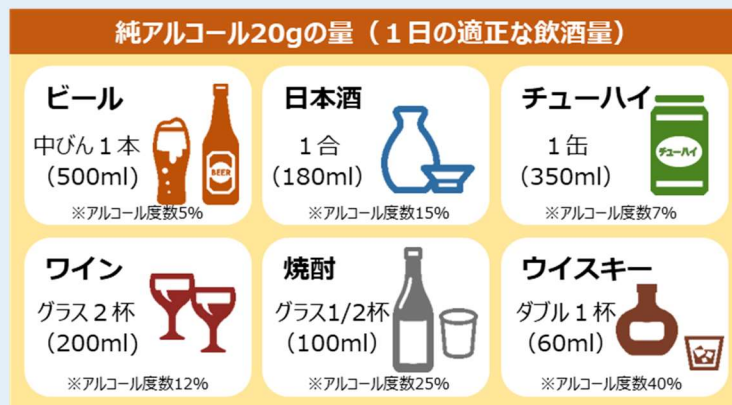 純アルコール20gの量（１日の適正な飲酒量）
ビール
中びん１本
（500ml）
BEER
※アルコール度数5%
日本酒
１合
（180ml）
※アルコール度数15%
チューハイ
１缶
（350ml）
チューハイ
※アルコール度数7%
ワイン
グラス２杯
（200ml）
※アルコール度数12%
焼酎
グラス1/2杯
（100ml）
※アルコール度数25%
ウイスキー
ダブル１杯
（60ml）
※アルコール度数40%